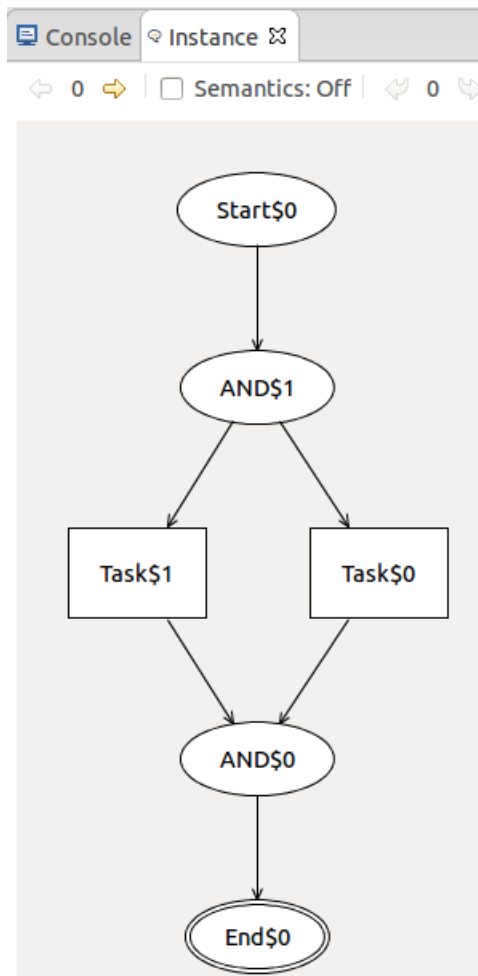 Console Instance
0 Semantics: Off 0
Start$0
AND$1
Task$1 Task$0
AND$0
End$0